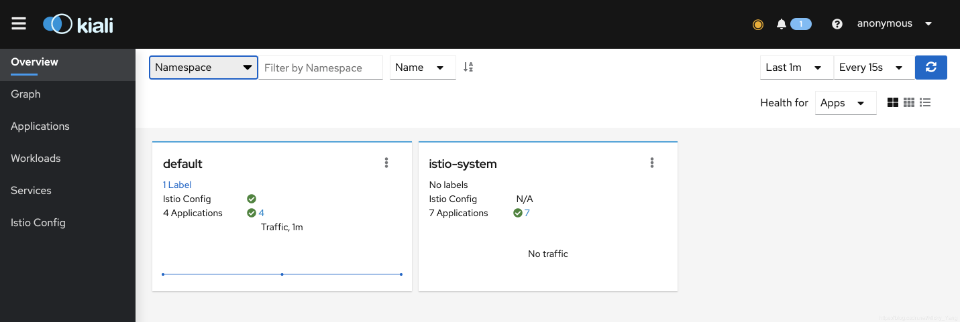 kiali
1
anonymous
Overview
Graph
Applications
Workloads
Services
Istio Config
Namespace
Filter by Namespace
Name
Last 1m
Every 15s
Health for
Apps
default
1 Label
Istio Config
4 Applications
4
Traffic, 1m
istio-system
No labels
Istio Config
N/A
7 Applications
7
No traffic